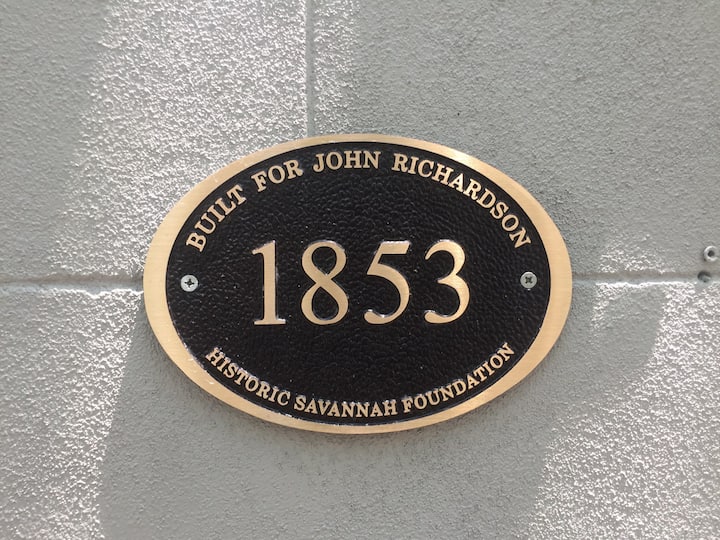 BUILT FOR JOHN RICHARDSON
1853
HISTORIC SAVANNAH FOUNDATION